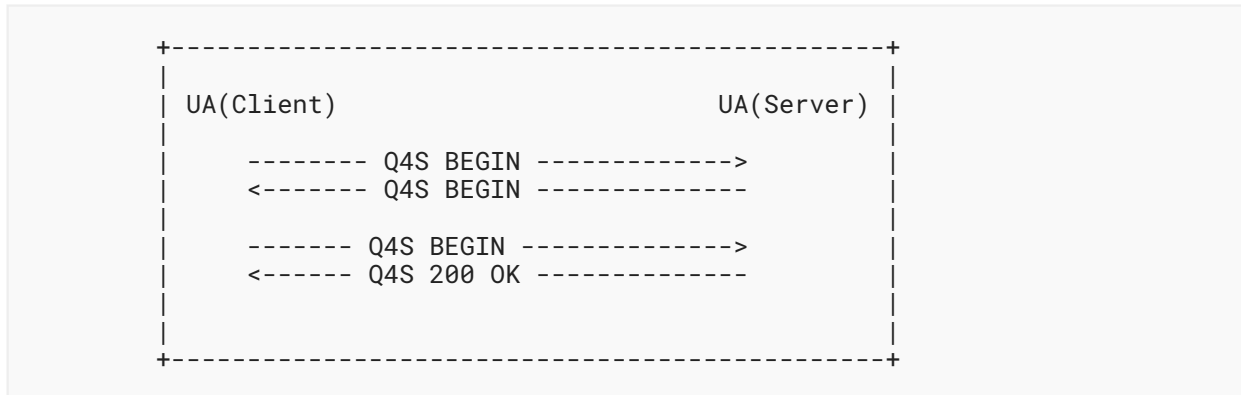 +-----------------------------------------------+
| |
| UA(Client) UA(Server) |
| |
| -------- Q4S BEGIN -------------> |
| <------- Q4S BEGIN -------------- |
| |
| ------- Q4S BEGIN --------------> |
| <------ Q4S 200 OK -------------- |
| |
| |
+-----------------------------------------------+